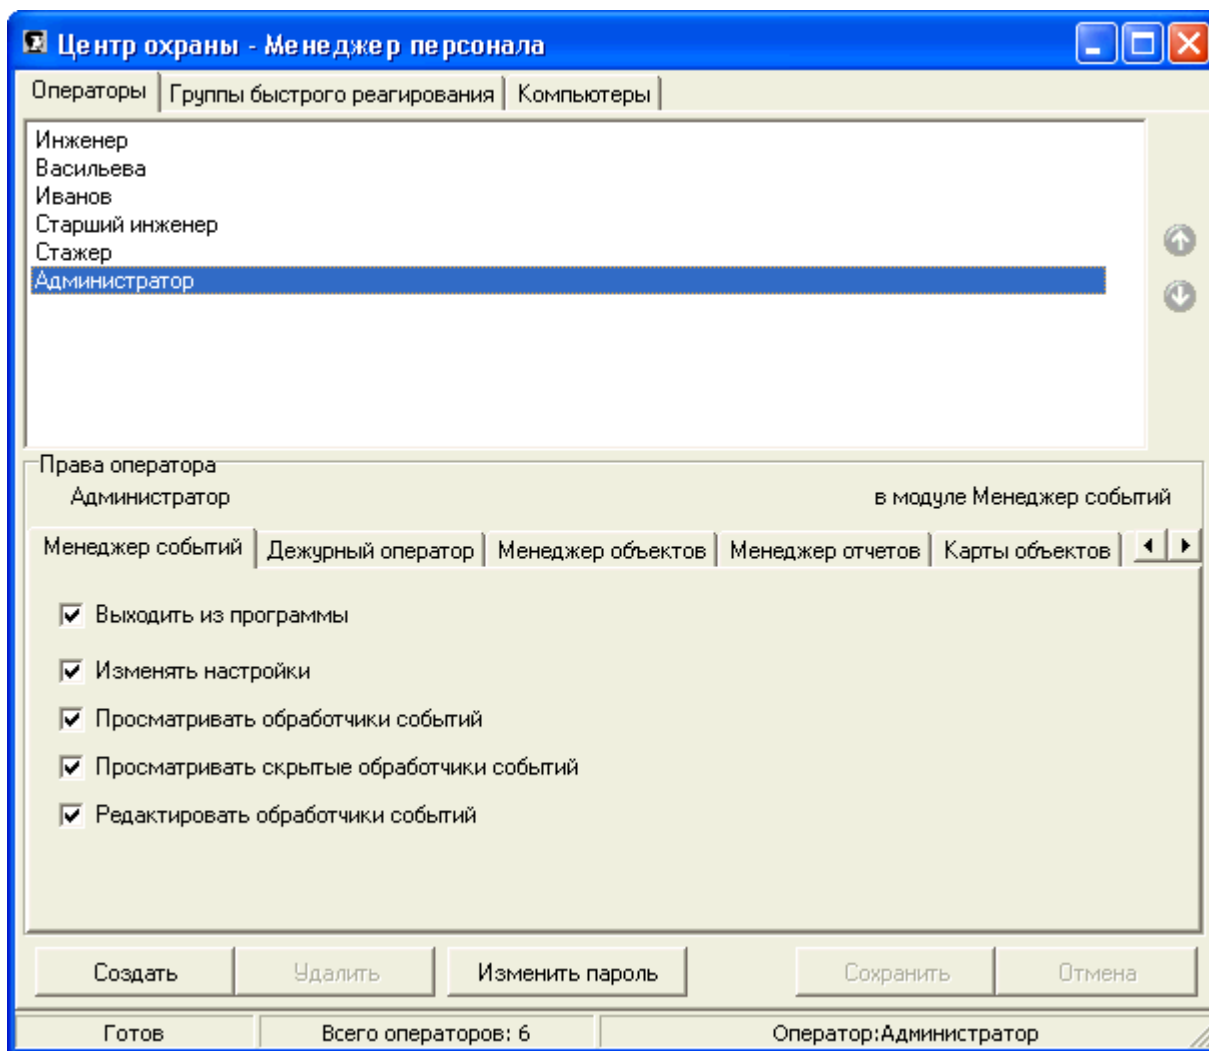 Центр охраны - Менеджер персонала
Операторы Группы быстрого реагирования Компьютеры
Инженер
Васильева
Иванов
Старший инженер
Стажер
Администратор
Права оператора
Администратор в модуле Менеджер событий
Менеджер событий Дежурный оператор Менеджер объектов Менеджер отчетов Карты объектов
Выходить из программы
Изменять настройки
Просматривать обработчики событий
Просматривать скрытые обработчики событий
Редактировать обработчики событий
Создать Удалить Изменить пароль Сохранить Отмена
Готов Всего операторов: 6 Оператор:Администратор